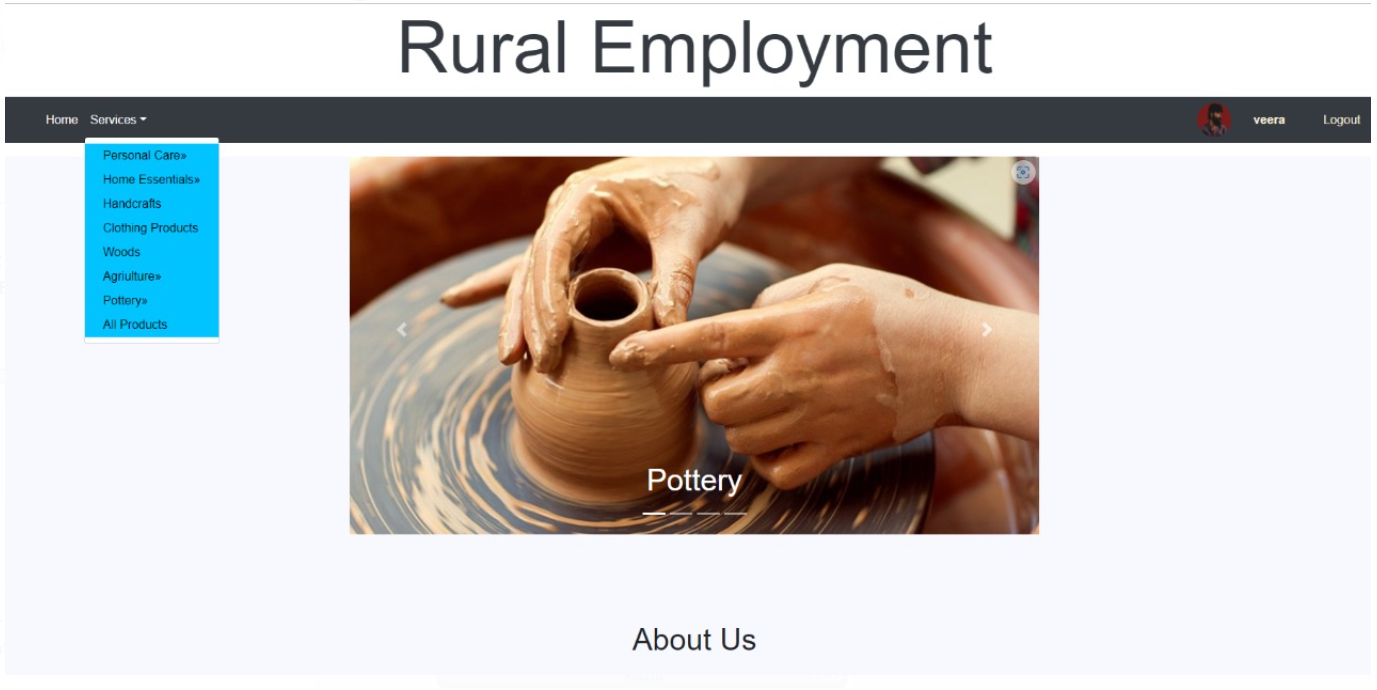 Rural Employment
Home Services veera Logout
Personal Care»
Home Essentials»
Handcrafts
Clothing Products
Woods
Agriulture»
Pottery»
All Products
Pottery
About Us